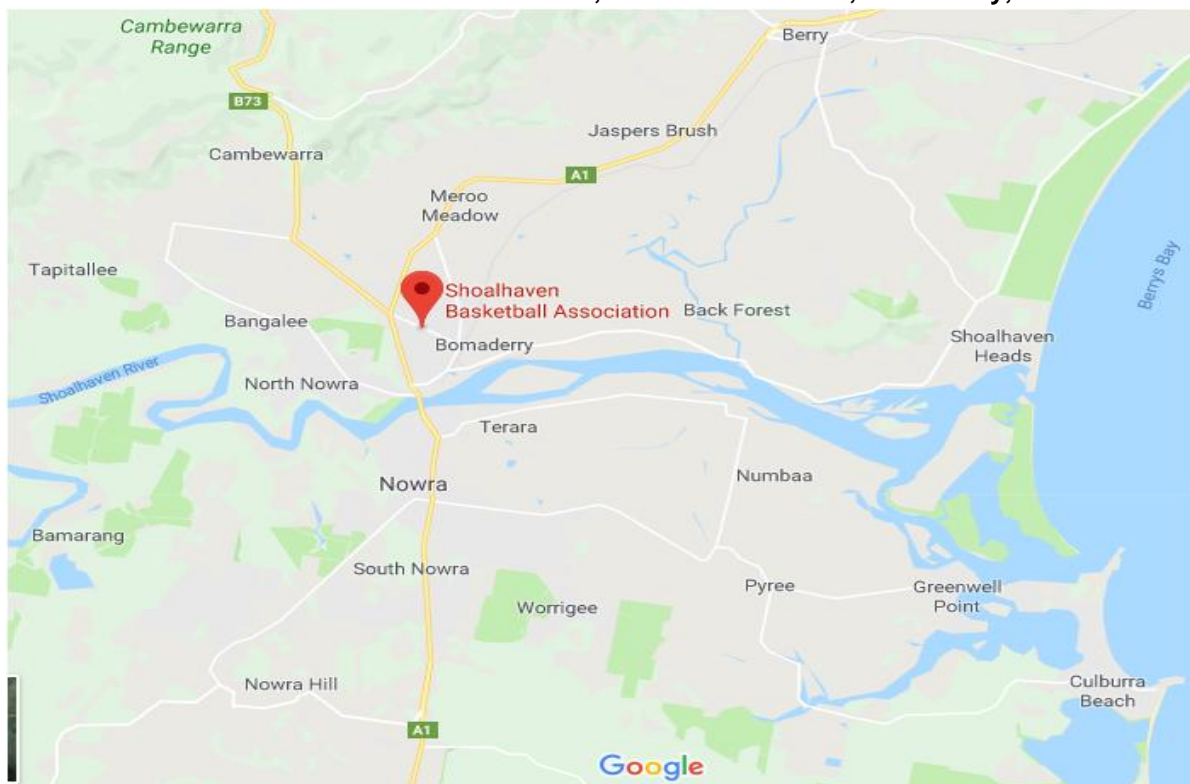 Cambewarra
Range
Berry
B73
Jaspers Brush
Cambewarra
A1
Meroo
Meadow
Berrys Bay
Tapitallee
Shoalhaven
Basketball Association
Back Forest
Bangalee
Bomaderry
Shoalhaven
Heads
Shoalhaven River
North Nowra
Terara
Numbaa
Nowra
Bamarang
South Nowra
Pyree
Greenwell
Point
Worrigee
Nowra Hill
Culburra
Beach
A1
Google